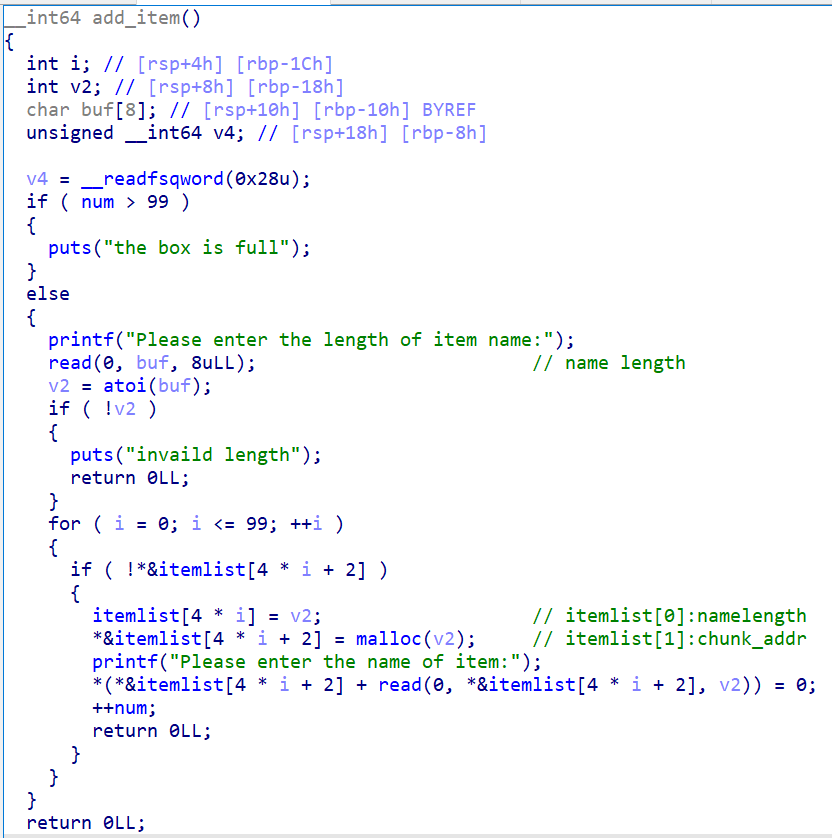 __int64 add_item()
{
  int i; // [rsp+4h] [rbp-1Ch]
  int v2; // [rsp+8h] [rbp-18h]
  char buf[8]; // [rsp+10h] [rbp-10h] BYREF
  unsigned __int64 v4; // [rsp+18h] [rbp-8h]

  v4 = __readfsqword(0x28u);
  if ( num > 99 )
  {
    puts("the box is full");
  }
  else
  {
    printf("Please enter the length of item name:");
    read(0, buf, 8uLL);                         // name length
    v2 = atoi(buf);
    if ( !v2 )
    {
      puts("invaild length");
      return 0LL;
    }
    for ( i = 0; i <= 99; ++i )
    {
      if ( !*&itemlist[4 * i + 2] )
      {
        itemlist[4 * i] = v2;                   // itemlist[0]:namelength
        *&itemlist[4 * i + 2] = malloc(v2);     // itemlist[1]:chunk_addr
        printf("Please enter the name of item:");
        *(*&itemlist[4 * i + 2] + read(0, *&itemlist[4 * i + 2], v2)) = 0;
        ++num;
        return 0LL;
      }
    }
  }
  return 0LL;